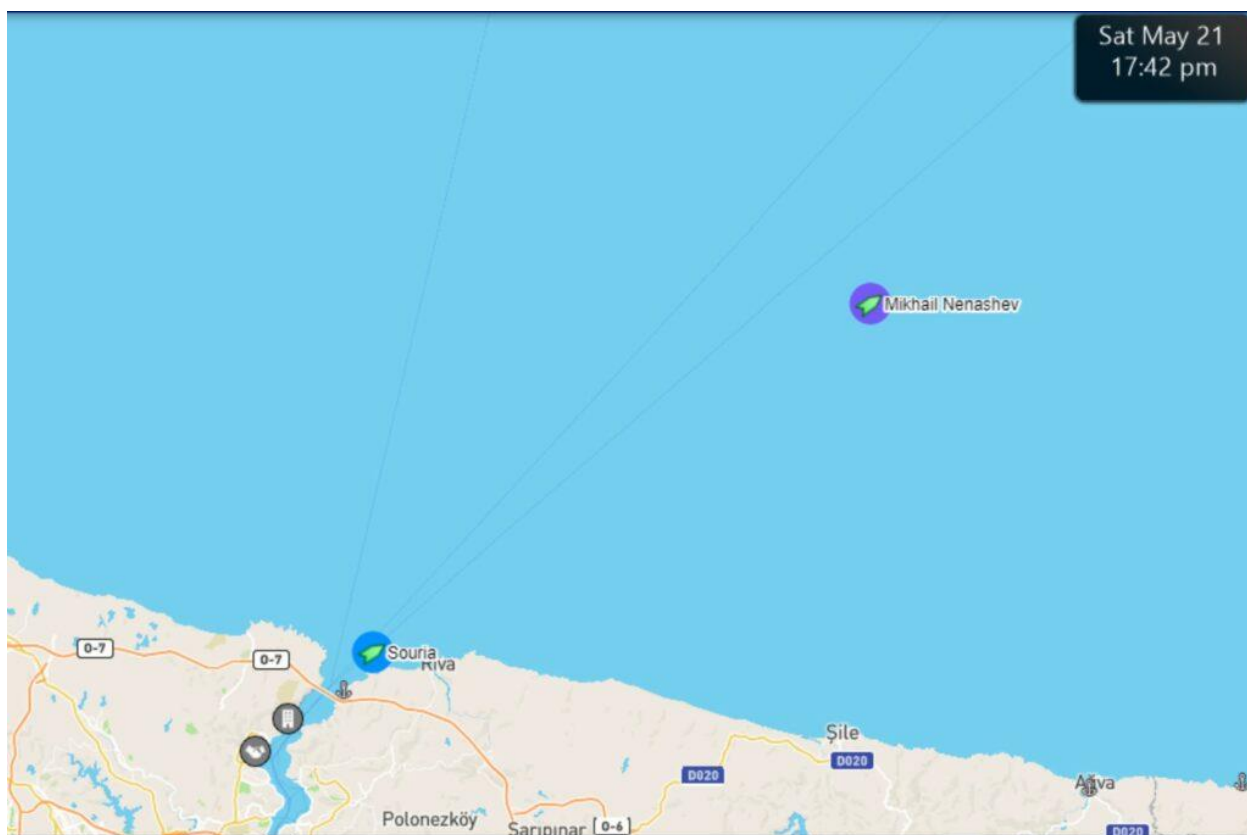 Sat May 21
17:42 pm
Mikhail Nenashev
O-7
O-7
Souria
Riva
Şile
D020
D020
Ağva
Polonezköy
Sarıpınar
O-6
D020